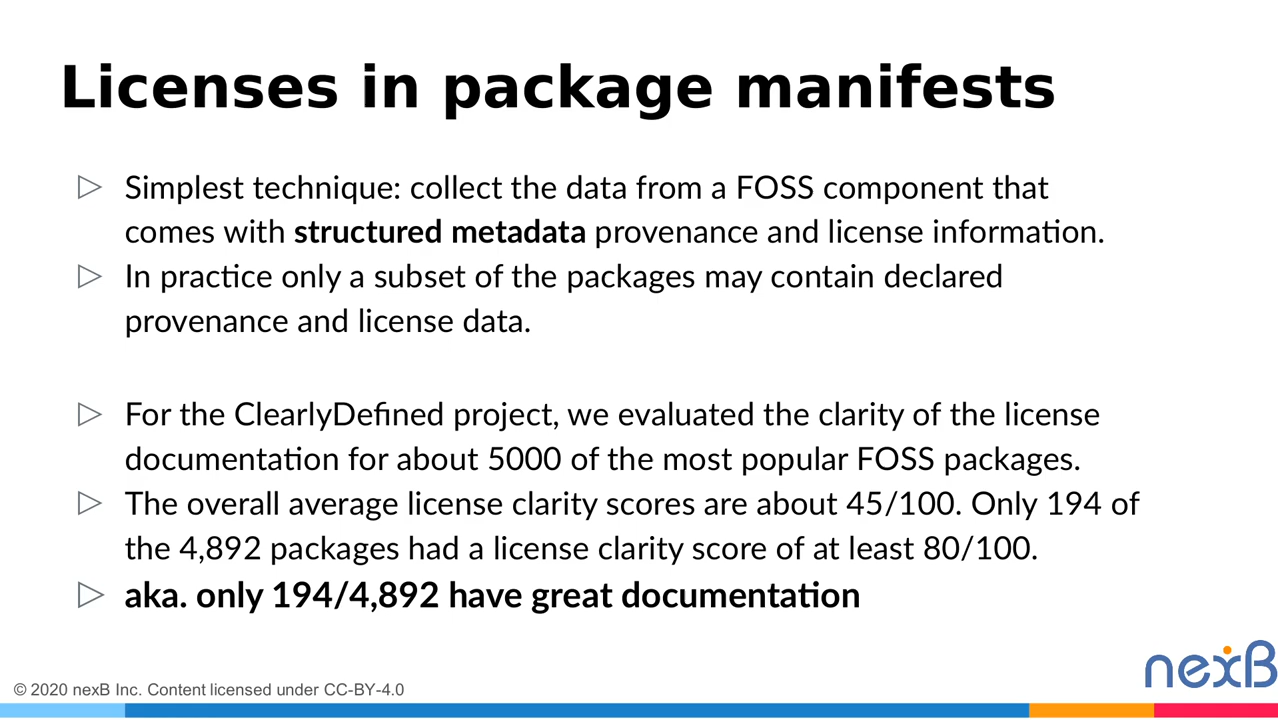 Licenses in package manifests
▷ Simplest technique: collect the data from a FOSS component that
comes with structured metadata provenance and license information.
▷ In practice only a subset of the packages may contain declared
provenance and license data.
▷ For the ClearlyDefined project, we evaluated the clarity of the license
documentation for about 5000 of the most popular FOSS packages.
▷ The overall average license clarity scores are about 45/100. Only 194 of
the 4,892 packages had a license clarity score of at least 80/100.
▷ aka. only 194/4,892 have great documentation
nexB
© 2020 nexB Inc. Content licensed under CC-BY-4.0